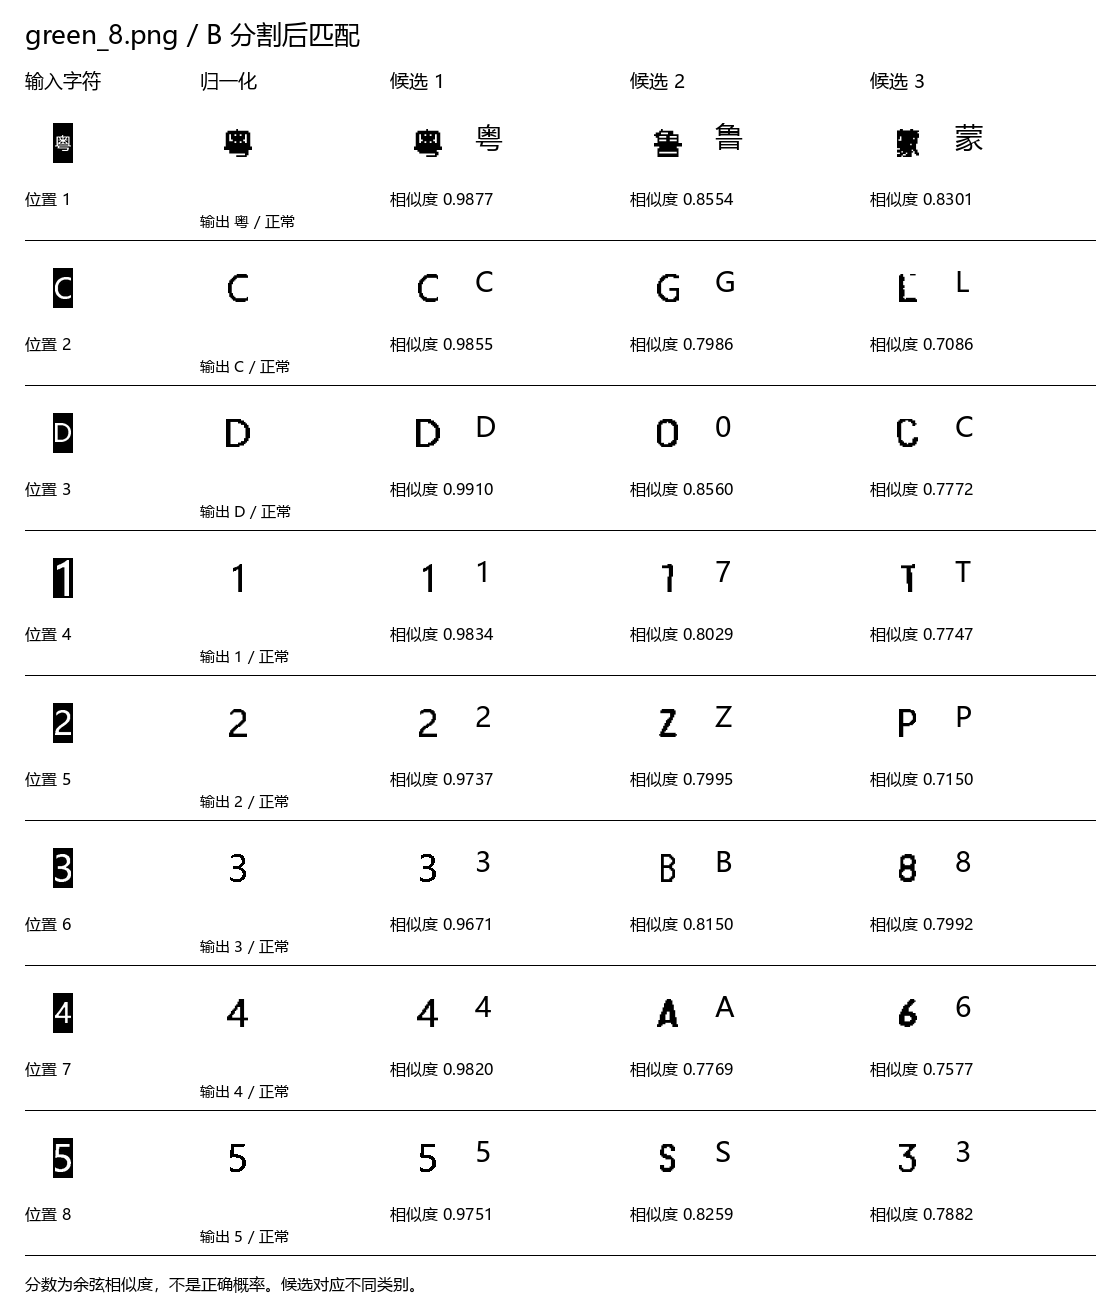 green_8.png / B 分割后匹配
输入字符 归一化 候选 1 候选 2 候选 3
粤 粤 粤 粤 鲁 鲁 蒙 蒙
位置 1 相似度 0.9877 相似度 0.8554 相似度 0.8301
输出 粤 / 正常
C C C C G G L L
位置 2 相似度 0.9855 相似度 0.7986 相似度 0.7086
输出 C / 正常
D D D D 0 0 C C
位置 3 相似度 0.9910 相似度 0.8560 相似度 0.7772
输出 D / 正常
1 1 1 1 7 7 T T
位置 4 相似度 0.9834 相似度 0.8029 相似度 0.7747
输出 1 / 正常
2 2 2 2 Z Z P P
位置 5 相似度 0.9737 相似度 0.7995 相似度 0.7150
输出 2 / 正常
3 3 3 3 B B 8 8
位置 6 相似度 0.9671 相似度 0.8150 相似度 0.7992
输出 3 / 正常
4 4 4 4 A A 6 6
位置 7 相似度 0.9820 相似度 0.7769 相似度 0.7577
输出 4 / 正常
5 5 5 5 S S 3 3
位置 8 相似度 0.9751 相似度 0.8259 相似度 0.7882
输出 5 / 正常
分数为余弦相似度，不是正确概率。候选对应不同类别。